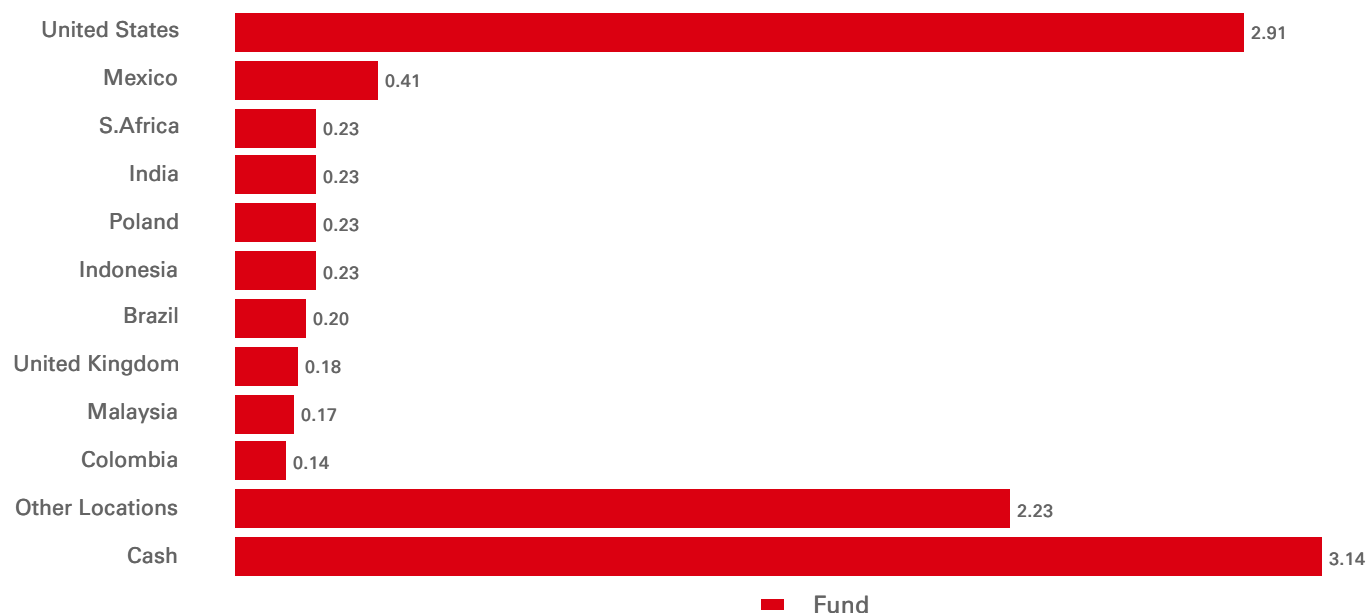 United States 2.91
Mexico 0.41
S.Africa 0.23
India 0.23
Poland 0.23
Indonesia 0.23
Brazil 0.20
United Kingdom 0.18
Malaysia 0.17
Colombia 0.14
Other Locations 2.23
Cash 3.14
Fund